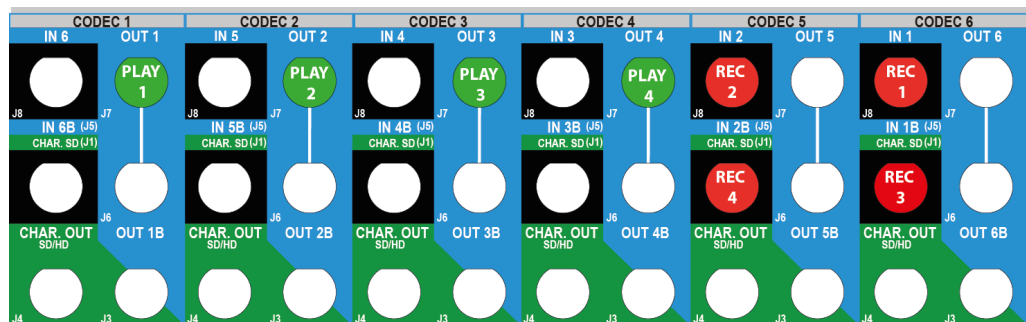 CODEC 1 CODEC 2 CODEC 3 CODEC 4 CODEC 5 CODEC 6
IN 6 OUT 1 IN 5 OUT 2 IN 4 OUT 3 IN 3 OUT 4 IN 2 OUT 5 IN 1 OUT 6
PLAY PLAY PLAY PLAY REC REC
1 2 3 4 2 1
J8 J7 J8 J7 J8 J7 J8 J7 J8 J7 J8 J7
IN 6B (J5) IN 5B (J5) IN 4B (J5) IN 3B (J5) IN 2B (J5) IN 1B (J5)
CHAR. SD (J1) CHAR. SD (J1) CHAR. SD (J1) CHAR. SD (J1) CHAR. SD (J1) CHAR. SD (J1)
REC REC
4 3
J6 J6 J6 J6 J6 J6
CHAR. OUT OUT 1B CHAR. OUT OUT 2B CHAR. OUT OUT 3B CHAR. OUT OUT 4B CHAR. OUT OUT 5B CHAR. OUT OUT 6B
SD/HD SD/HD SD/HD SD/HD SD/HD SD/HD
J4 J3 J4 J3 J4 J3 J4 J3 J4 J3 J4 J3